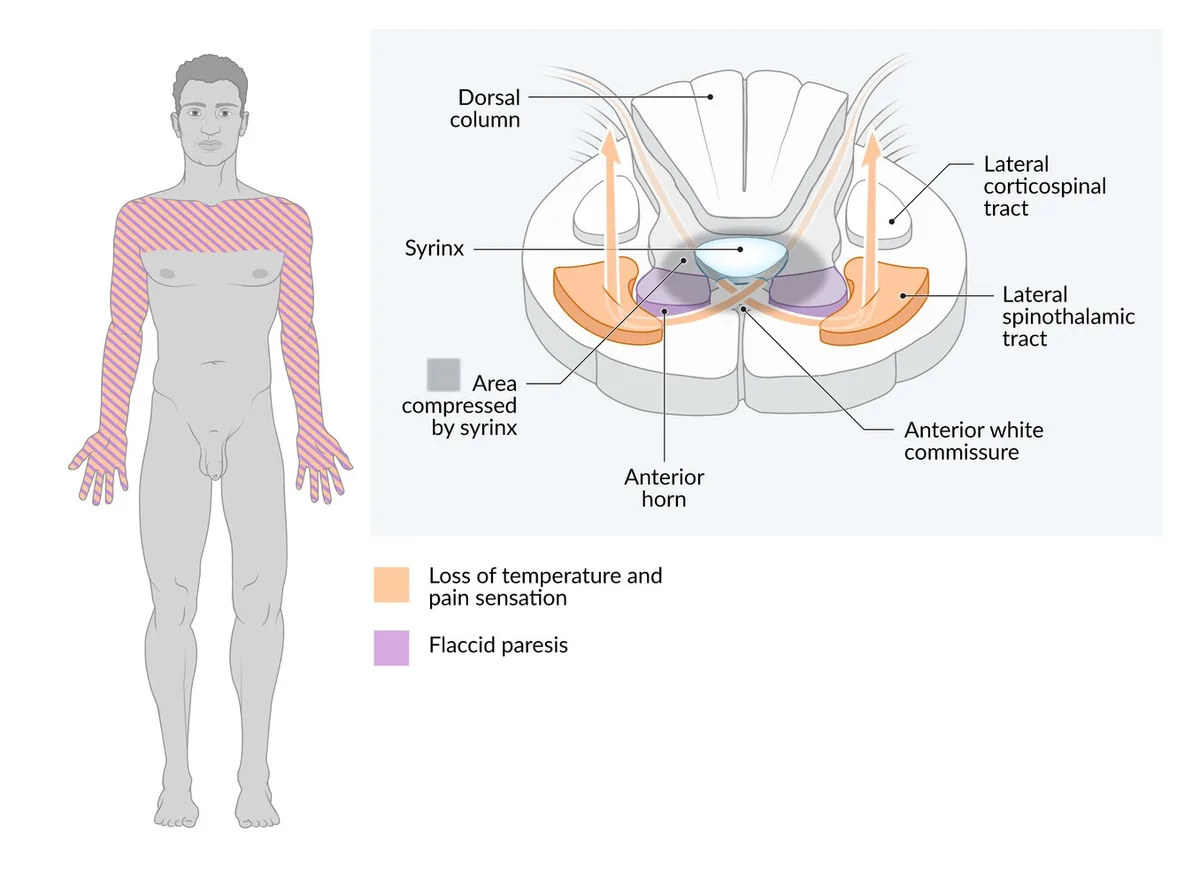 Dorsal
column
Lateral
corticospinal
tract
Syrinx
Lateral
spinothalamic
tract
Area
compressed
by syrinx
Anterior white
commissure
Anterior
horn
Loss of temperature and
pain sensation
Flaccid paresis